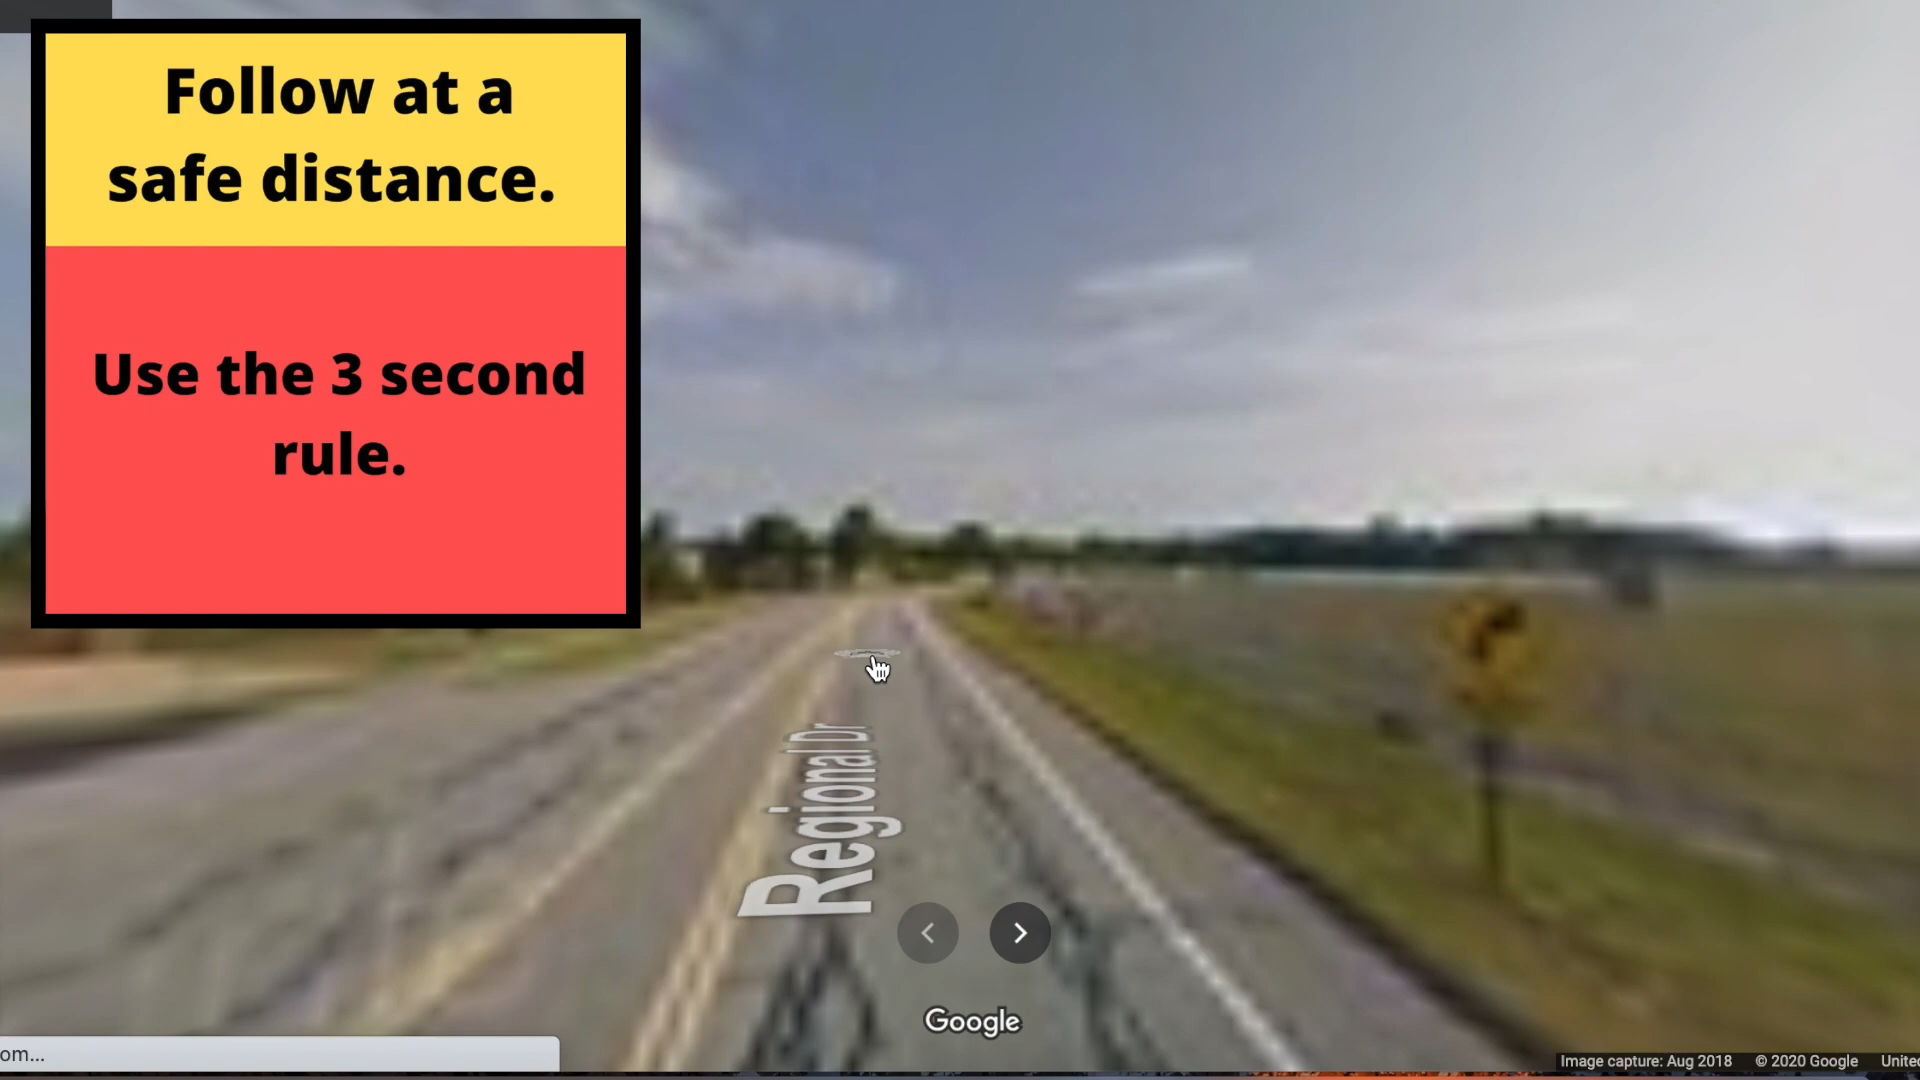 Follow at a
safe distance.
Use the 3 second
rule.
Regional Dr
Google
om...
Image capture: Aug 2018 © 2020 Google Unite